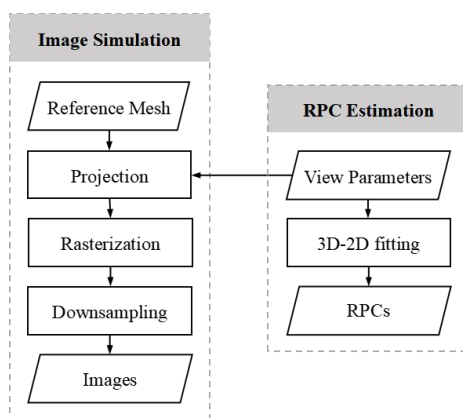 Image Simulation
Reference Mesh
Projection
Rasterization
Downsampling
Images
RPC Estimation
View Parameters
3D-2D fitting
RPCs